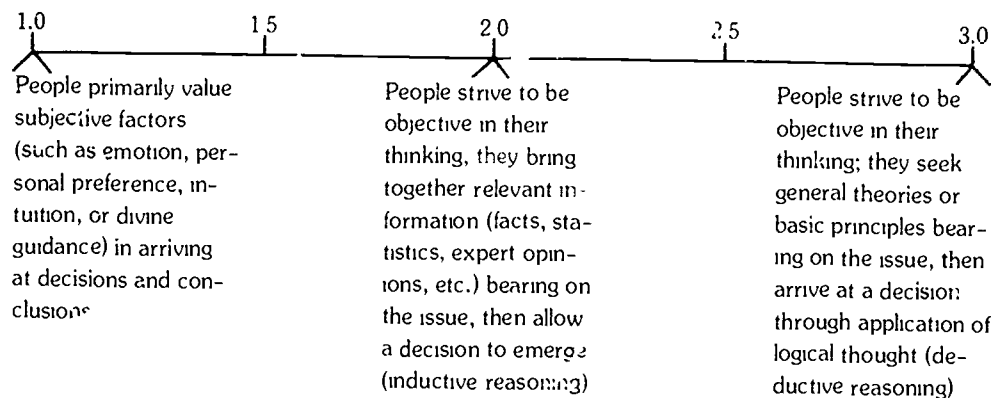 1.0 1.5 2.0 2.5 3.0
People primarily value
subjective factors
(such as emotion, per-
sonal preference, in-
tuition, or divine
guidance) in arriving
at decisions and con-
clusions
People strive to be
objective in their
thinking, they bring
together relevant in-
formation (facts, sta-
tistics, expert opin-
ions, etc.) bearing on
the issue, then allow
a decision to emerge
(inductive reasoning)
People strive to be
objective in their
thinking; they seek
general theories or
basic principles bear-
ing on the issue, then
arrive at a decision
through application of
logical thought (de-
ductive reasoning)